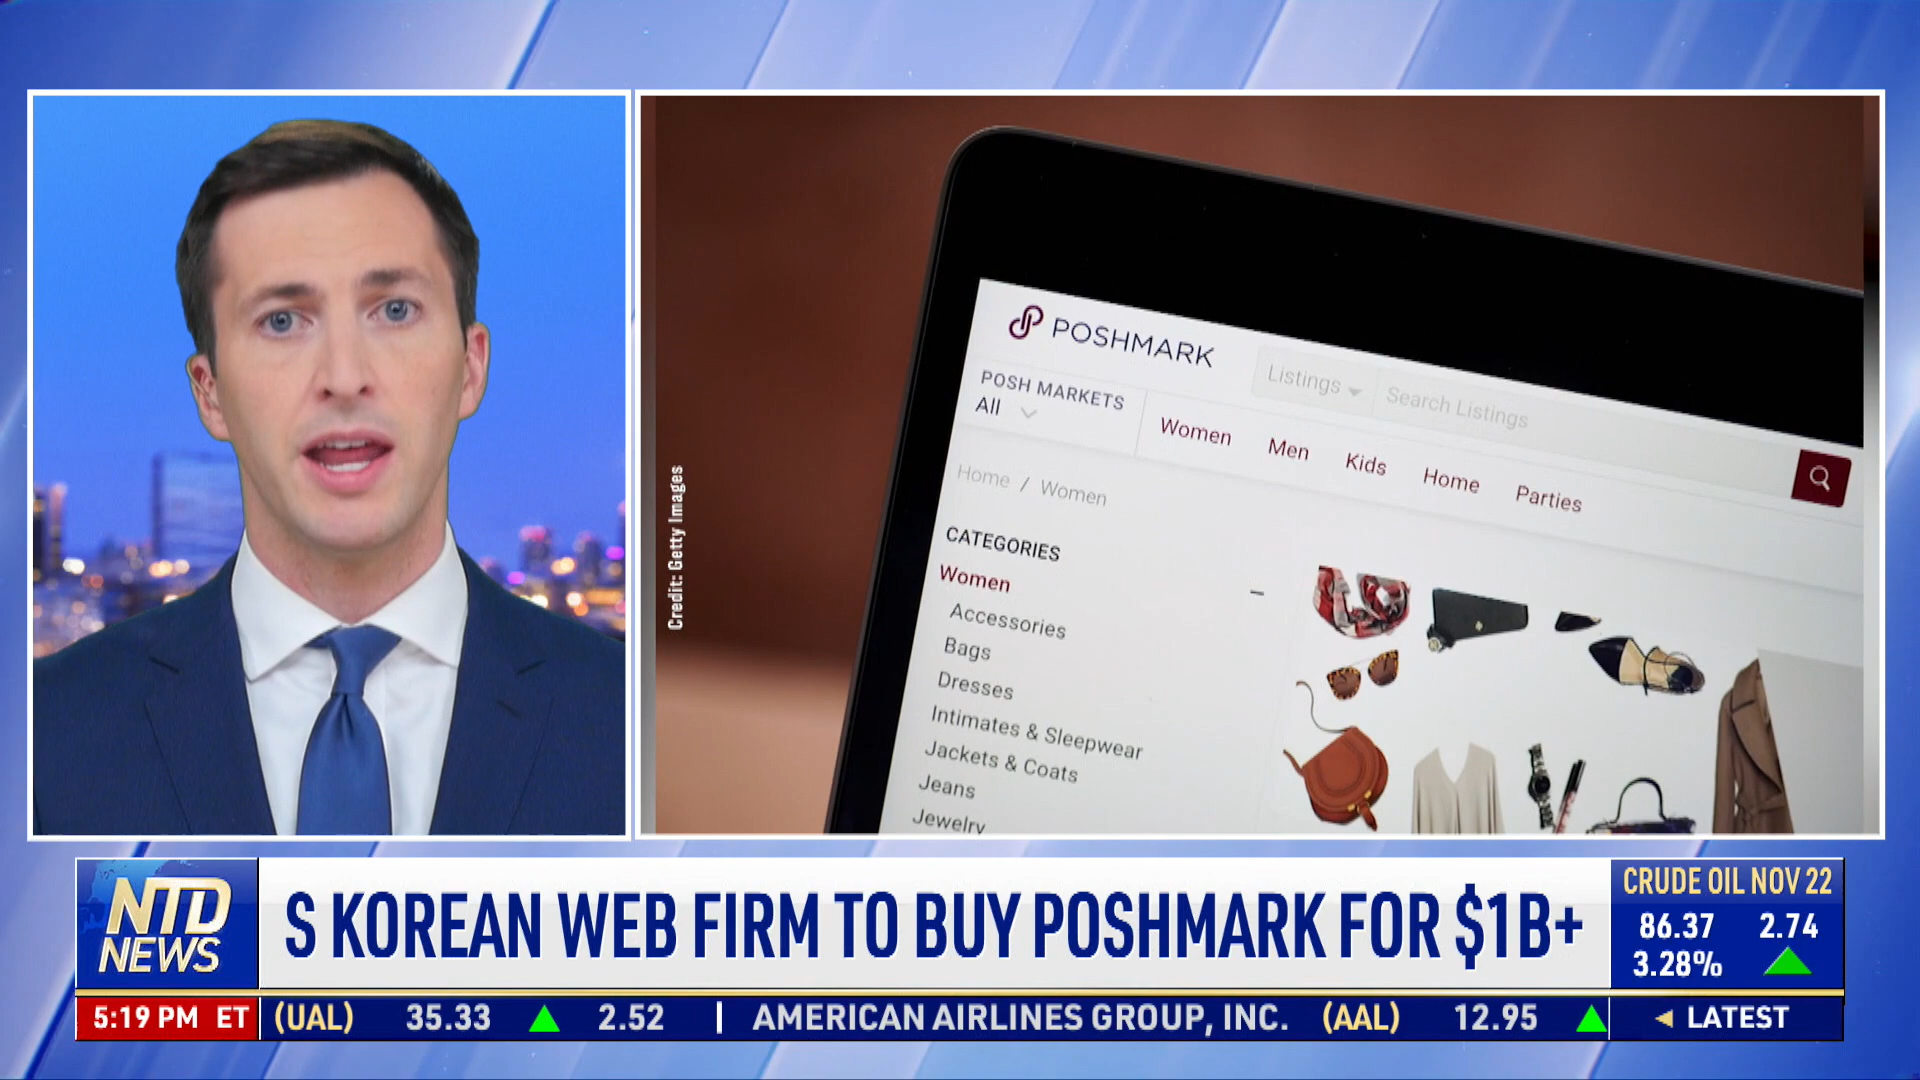 Credit: Getty Images
POSHMARK
Listings
Search Listings
POSH MARKETS
All
Women
Men
Kids
Home
Parties
Home / Women
CATEGORIES
Women
Accessories
Bags
Dresses
Intimates & Sleepwear
Jackets & Coats
Jeans
Jewelry
NTD
NEWS
S KOREAN WEB FIRM TO BUY POSHMARK FOR $1B+
CRUDE OIL NOV 22
86.37 2.74
3.28%
5:19 PM ET
(UAL) 35.33 2.52 | AMERICAN AIRLINES GROUP, INC. (AAL) 12.95
LATEST